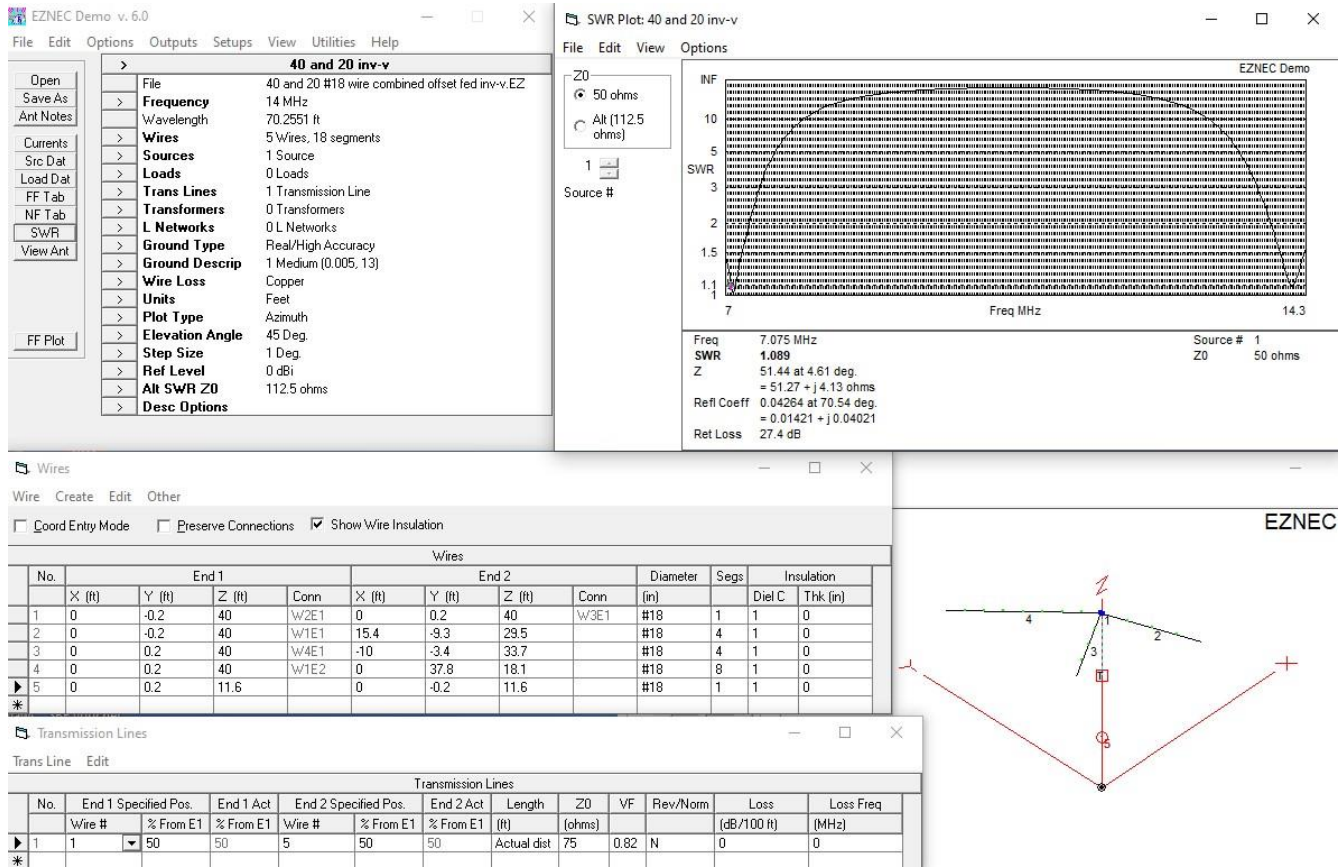 EZNEC Demo v. 6.0
File Edit Options Outputs Setups View Utilities Help
> 40 and 20 inv-v
Open
Save As
Ant Notes
Currents
Src Dat
Load Dat
FF Tab
NF Tab
SWR
View Ant
FF Plot
File 40 and 20 #18 wire combined offset fed inv-v.EZ
> Frequency 14 MHz
Wavelength 70.2551 ft
> Wires 5 Wires, 18 segments
> Sources 1 Source
> Loads 0 Loads
> Trans Lines 1 Transmission Line
> Transformers 0 Transformers
> L Networks 0 L Networks
> Ground Type Real/High Accuracy
> Ground Descrip 1 Medium (0.005, 13)
> Wire Loss Copper
> Units Feet
> Plot Type Azimuth
> Elevation Angle 45 Deg.
> Step Size 1 Deg.
> Ref Level 0 dBi
> Alt SWR Z0 112.5 ohms
> Desc Options
SWR Plot: 40 and 20 inv-v
File Edit View Options
Z0
50 ohms
Alt (112.5
ohms)
1
Source #
EZNEC Demo
INF
10
5
SWR
3
2
1.5
1.1
1
7 Freq MHz 14.3
Freq 7.075 MHz Source # 1
SWR 1.089 Z0 50 ohms
Z 51.44 at 4.61 deg.
= 51.27 + j 4.13 ohms
Refl Coeff 0.04264 at 70.54 deg.
= 0.01421 + j 0.04021
Ret Loss 27.4 dB
Wires
Wire Create Edit Other
Coord Entry Mode Preserve Connections Show Wire Insulation
Wires
No. End 1 End 2 Diameter Segs Insulation
X (ft) Y (ft) Z (ft) Conn X (ft) Y (ft) Z (ft) Conn (in) Diel C Thk (in)
1 0 -0.2 40 W2E1 0 0.2 40 W3E1 #18 1 1 0
2 0 -0.2 40 W1E1 15.4 -9.3 29.5 #18 4 1 0
3 0 0.2 40 W4E1 -10 -3.4 33.7 #18 4 1 0
4 0 0.2 40 W1E2 0 37.8 18.1 #18 8 1 0
5 0 0.2 11.6 0 -0.2 11.6 #18 1 1 0
*
Transmission Lines
Trans Line Edit
Transmission Lines
No. End 1 Specified Pos. End 1 Act End 2 Specified Pos. End 2 Act Length Z0 VF Rev/Norm Loss Loss Freq
Wire # % From E1 % From E1 Wire # % From E1 % From E1 (ft) (ohms) (dB/100 ft) (MHz)
1 1 50 50 5 50 50 Actual dist 75 0.82 N 0 0
*
EZNEC
Z
4
1
2
3
T
5